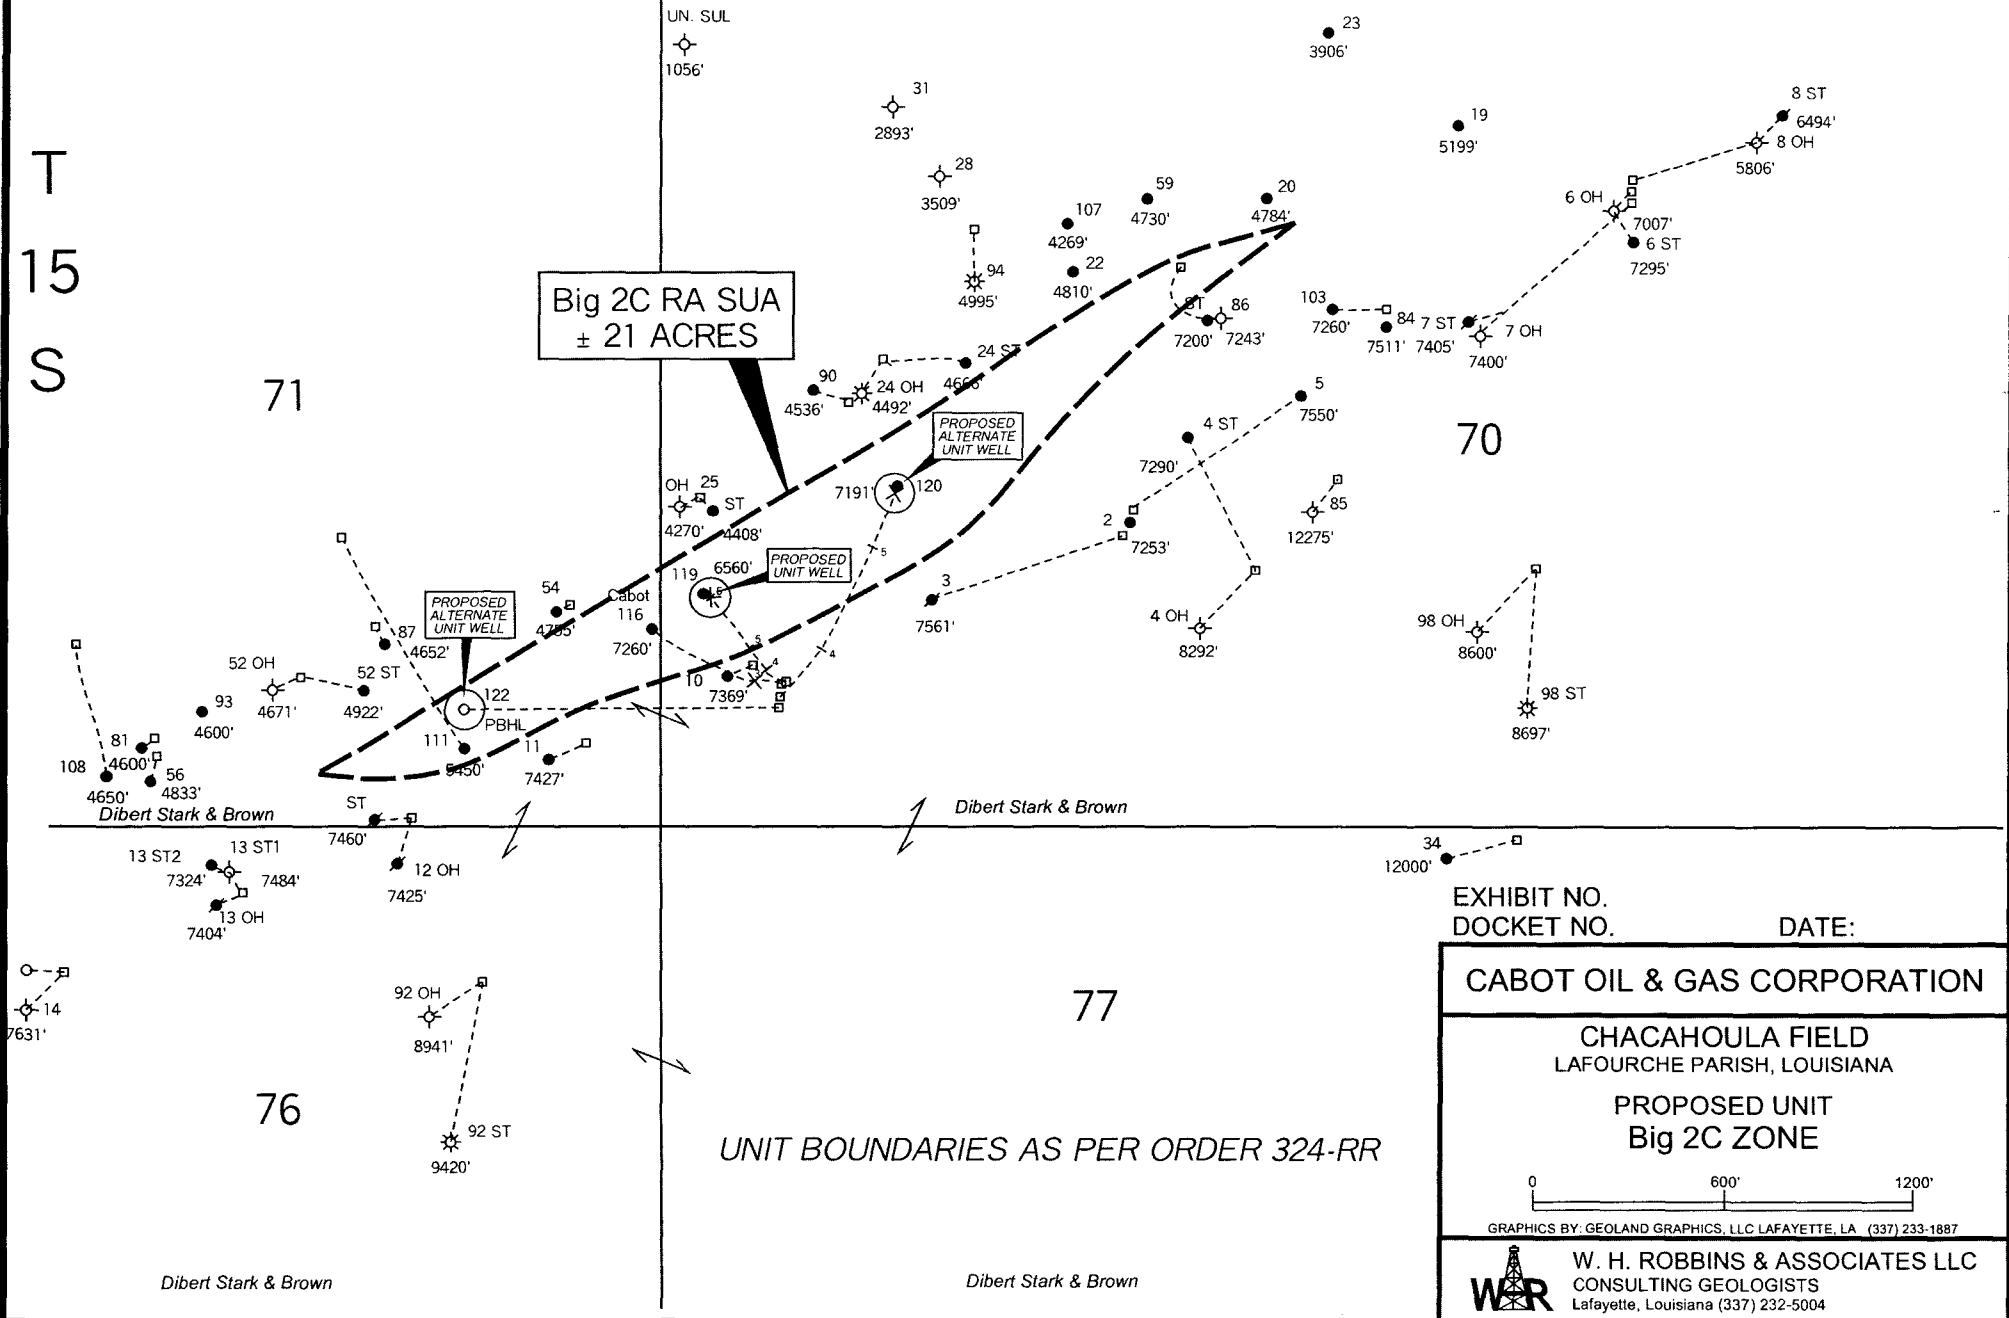 UN. SUL
1056'
23
3906'
31
2893'
28
3509'
19
5199'
8 ST
6494'
8 OH
5806'
T
15
S
59
4730'
20
4784'
107
4269'
22
4810'
6 OH
7007'
6 ST
7295'
94
4995'
Big 2C RA SUA
± 21 ACRES
ST
86
7200'
7243'
103
7260'
84
7511'
7 ST
7405'
7 OH
7400'
71
90
4536'
24 OH
4492'
24 ST
4666'
5
7550'
70
PROPOSED
ALTERNATE
UNIT WELL
4 ST
7290'
7191'
120
OH
25
ST
4270'
4408'
85
12275'
2
7253'
5
PROPOSED
UNIT WELL
119
6560'
5
Cabot
116
7260'
54
4755'
3
7561'
PROPOSED
ALTERNATE
UNIT WELL
87
4652'
4 OH
8292'
98 OH
8600'
98 ST
8697'
52 OH
4671'
52 ST
4922'
5
4
4
3
10
7369'
122
PBHL
93
4600'
111
9450'
11
7427'
81
4600'
108
4650'
56
4833'
Dibert Stark & Brown
Dibert Stark & Brown
ST
7460'
12 OH
7425'
13 ST2
7324'
13 ST1
7484'
13 OH
7404'
34
12000'
14
7631'
92 OH
8941'
92 ST
9420'
76
77
UNIT BOUNDARIES AS PER ORDER 324-RR
Dibert Stark & Brown
Dibert Stark & Brown
EXHIBIT NO.
DOCKET NO. DATE:
CABOT OIL & GAS CORPORATION
CHACAHOULA FIELD
LAFOURCHE PARISH, LOUISIANA
PROPOSED UNIT
Big 2C ZONE
0 600' 1200'
GRAPHICS BY: GEOLAND GRAPHICS, LLC LAFAYETTE, LA (337) 233-1887
WR
W. H. ROBBINS & ASSOCIATES LLC
CONSULTING GEOLOGISTS
Lafayette, Louisiana (337) 232-5004